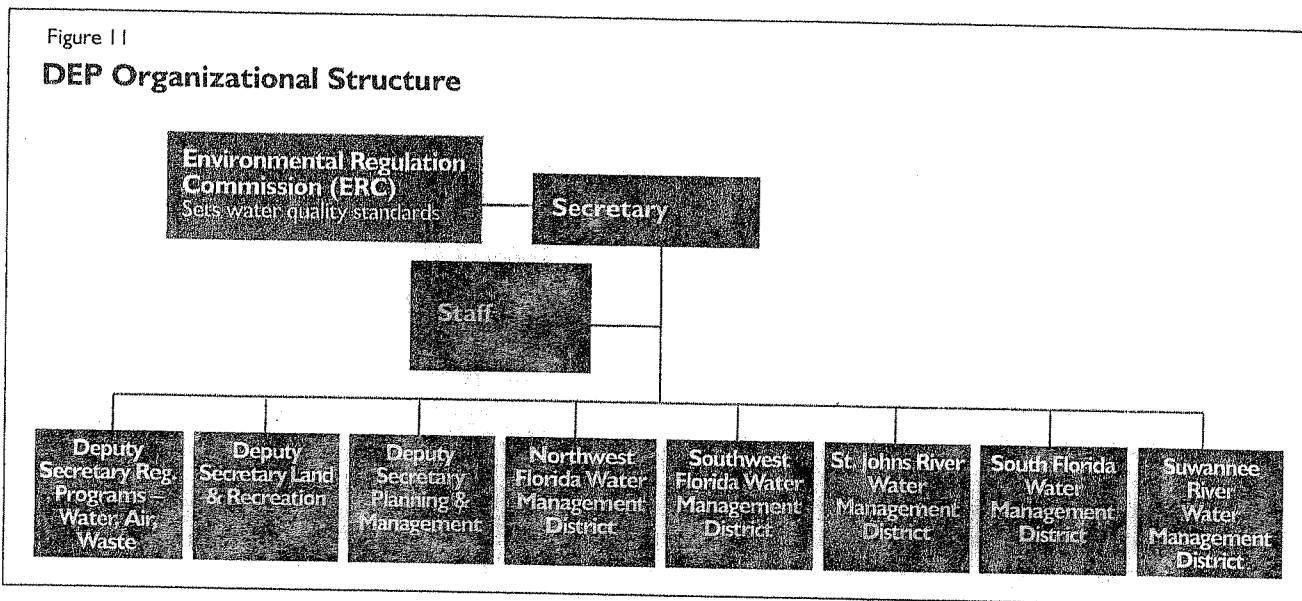 Figure 11
DEP Organizational Structure
Environmental Regulation
Commission (ERC)
Sets water quality standards
Secretary
Staff
Deputy
Secretary Reg.
Programs –
Water, Air,
Waste
Deputy
Secretary Land
& Recreation
Deputy
Secretary
Planning &
Management
Northwest
Florida Water
Management
District
Southwest
Florida Water
Management
District
St. Johns River
Water
Management
District
South Florida
Water
Management
District
Suwannee
River
Water
Management
District